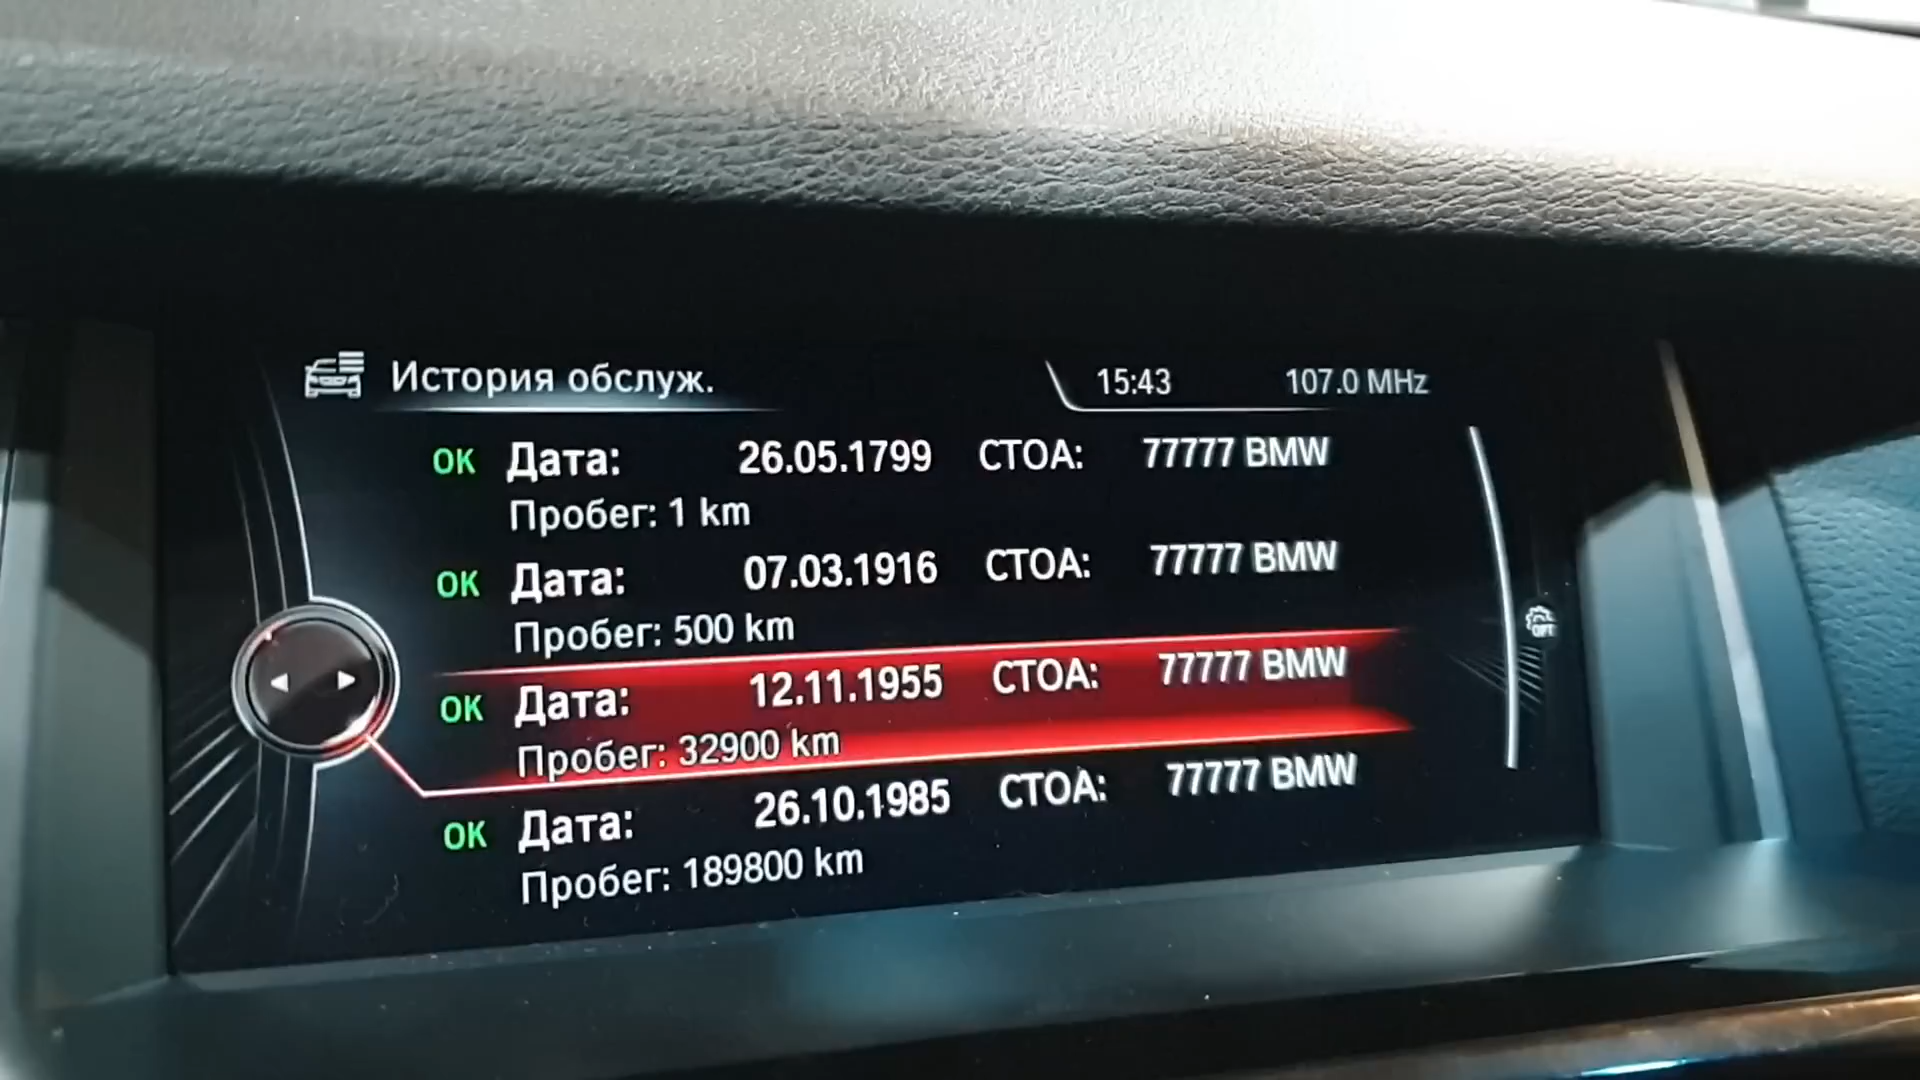 История обслуж.
15:43 107.0 MHz
OK Дата: 26.05.1799 СТОА: 77777 BMW
Пробег: 1 km
OK Дата: 07.03.1916 СТОА: 77777 BMW
Пробег: 500 km
OK Дата: 12.11.1955 СТОА: 77777 BMW
Пробег: 32900 km
OK Дата: 26.10.1985 СТОА: 77777 BMW
Пробег: 189800 km
OPT